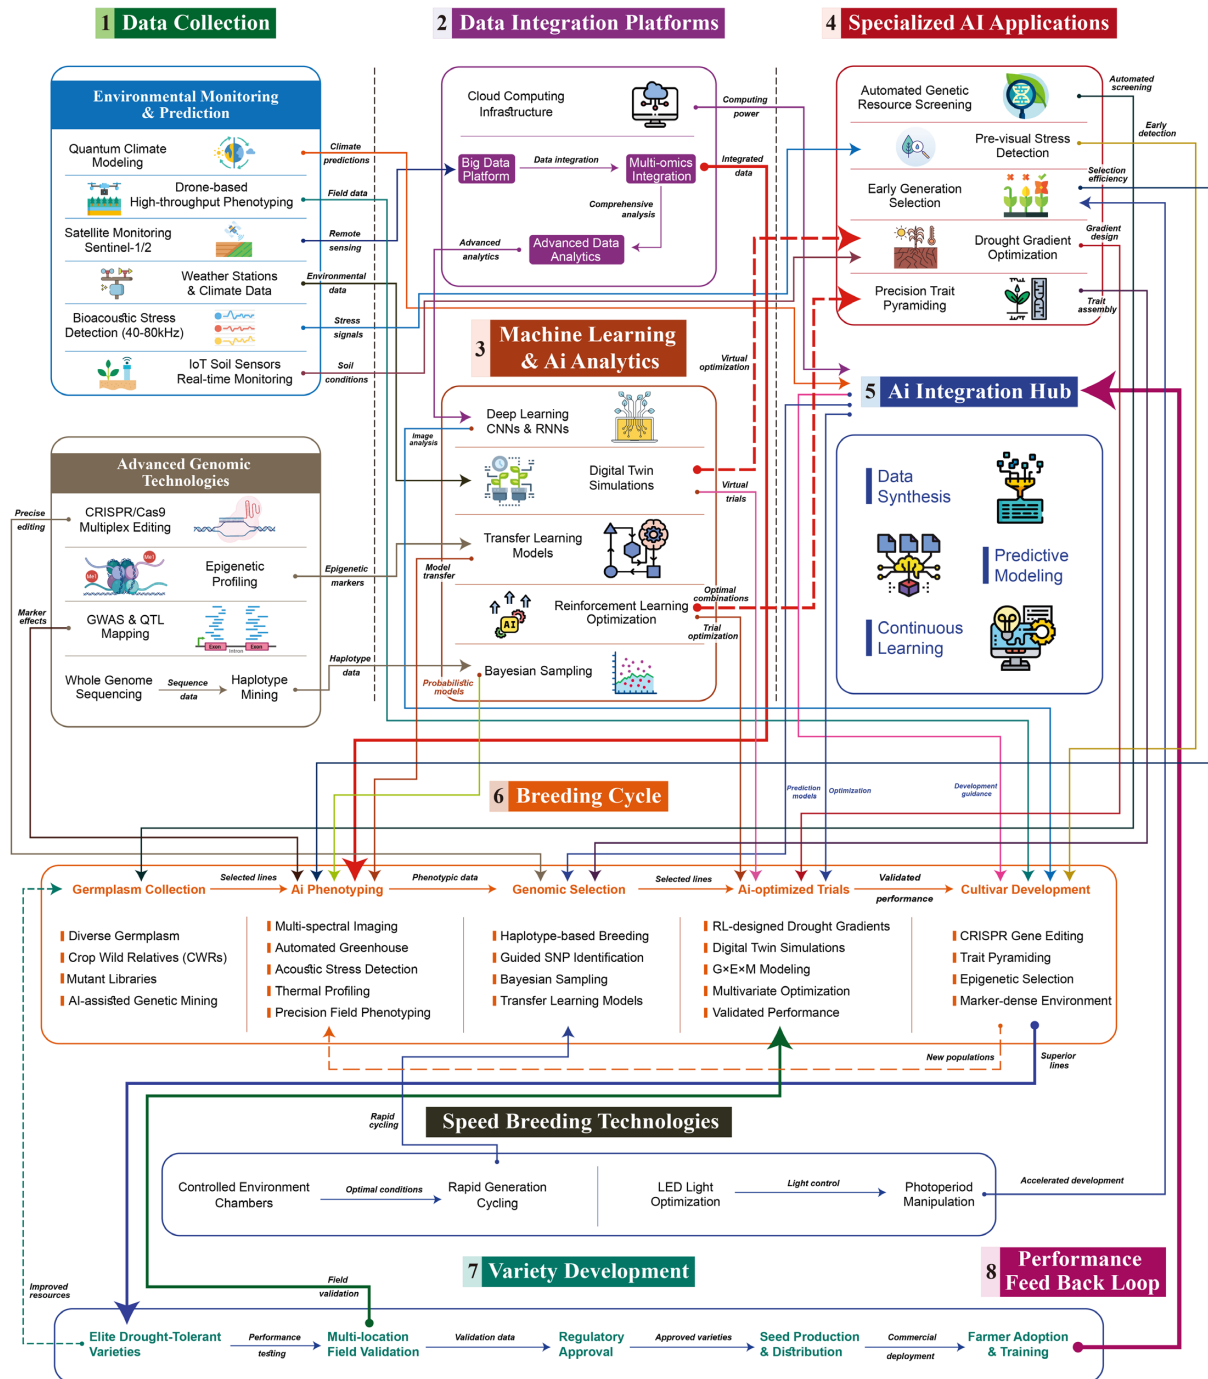 1 Data Collection
2 Data Integration Platforms
4 Specialized AI Applications
Environmental Monitoring
& Prediction
Quantum Climate
Modeling
Climate
predictions
Drone-based
High-throughput Phenotyping
Field data
Satellite Monitoring
Sentinel-1/2
Remote
sensing
Weather Stations
& Climate Data
Environmental
data
Bioacoustic Stress
Detection (40-80kHz)
Stress
signals
IoT Soil Sensors
Real-time Monitoring
Soil
conditions
Cloud Computing
Infrastructure
Computing
power
Big Data
Platform
Data integration
Multi-omics
Integration
Integrated
data
Comprehensive
analysis
Advanced
analytics
Advanced Data
Analytics
Automated Genetic
Resource Screening
Automated
screening
Pre-visual Stress
Detection
Early
detection
Early Generation
Selection
Selection
efficiency
Drought Gradient
Optimization
Gradient
design
Precision Trait
Pyramiding
Trait
assembly
3 Machine Learning
& Ai Analytics
Virtual
optimization
Deep Learning
CNNs & RNNs
Image
analysis
Digital Twin
Simulations
Virtual
trials
Transfer Learning
Models
Model
transfer
Optimal
combinations
Reinforcement Learning
Optimization
AI
Trial
optimization
Bayesian Sampling
Probabilistic
models
5 Ai Integration Hub
Data
Synthesis
Predictive
Modeling
Continuous
Learning
Advanced Genomic
Technologies
Precise
editing
CRISPR/Cas9
Multiplex Editing
Me1
Me1
Epigenetic
Profiling
Epigenetic
markers
Marker
effects
GWAS & QTL
Mapping
Exon
Intron
Exon
Whole Genome
Sequencing
Sequence
data
Haplotype
Mining
Haplotype
data
6 Breeding Cycle
Prediction
models
Optimization
Development
guidance
Germplasm Collection
Selected lines
Ai Phenotyping
Phenotypic data
Genomic Selection
Selected lines
Ai-optimized Trials
Validated
performance
Cultivar Development
Diverse Germplasm
Crop Wild Relatives (CWRs)
Mutant Libraries
AI-assisted Genetic Mining
Multi-spectral Imaging
Automated Greenhouse
Acoustic Stress Detection
Thermal Profiling
Precision Field Phenotyping
Haplotype-based Breeding
Guided SNP Identification
Bayesian Sampling
Transfer Learning Models
RL-designed Drought Gradients
Digital Twin Simulations
G×E×M Modeling
Multivariate Optimization
Validated Performance
CRISPR Gene Editing
Trait Pyramiding
Epigenetic Selection
Marker-dense Environment
New populations
Superior
lines
Rapid
cycling
Speed Breeding Technologies
Controlled Environment
Chambers
Optimal conditions
Rapid Generation
Cycling
LED Light
Optimization
Light control
Photoperiod
Manipulation
Accelerated development
7 Variety Development
8 Performance
Feed Back Loop
Improved
resources
Field
validation
Elite Drought-Tolerant
Varieties
Performance
testing
Multi-location
Field Validation
Validation data
Regulatory
Approval
Approved varieties
Seed Production
& Distribution
Commercial
deployment
Farmer Adoption
& Training